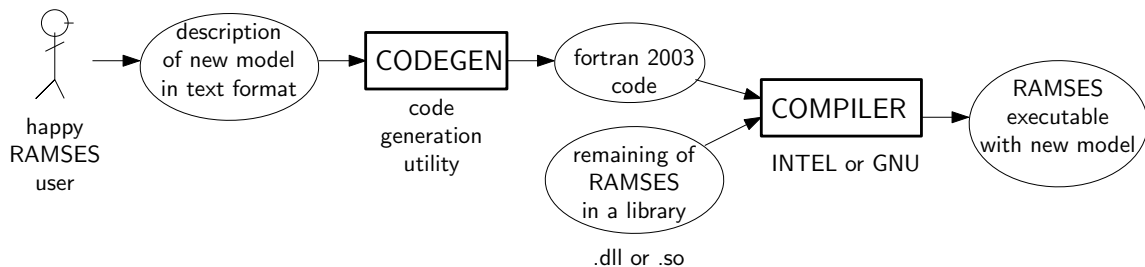 happy
RAMSES
user
description
of new model
in text format
CODEGEN
code
generation
utility
fortran 2003
code
remaining of
RAMSES
in a library
.dll or .so
COMPILER
INTEL or GNU
RAMSES
executable
with new model